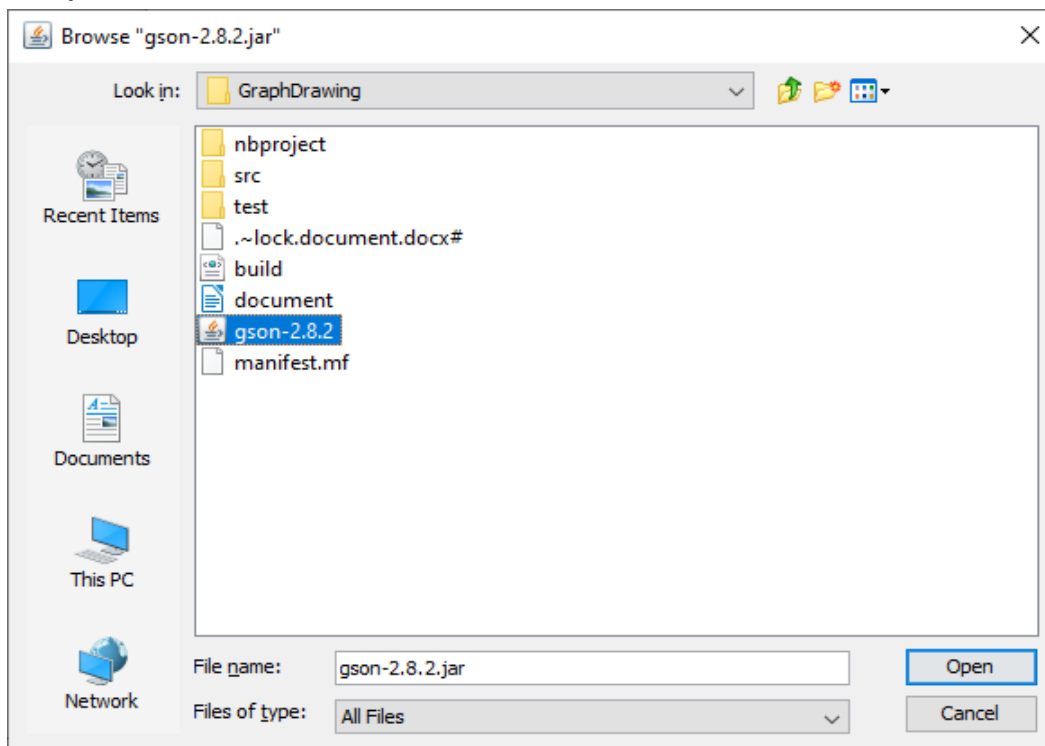 Browse "gson-2.8.2.jar"
Look in: GraphDrawing
Recent Items
Desktop
Documents
This PC
Network
nbproject
src
test
.~lock.document.docx#
build
document
gson-2.8.2
manifest.mf
File name: gson-2.8.2.jar Open
Files of type: All Files Cancel